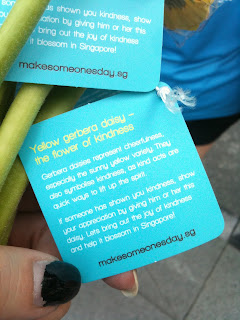 has shown you kindness, show
ciation by giving him or her this
bring out the joy of kindness
it blossom in Singapore!
makesomeonesday.sg
Yellow gerbera daisy –
the flower of kindness
Gerbera daisies represent cheerfulness,
especially the sunny yellow variety. They
also symbolise kindness, as kind acts are
quick ways to lift up the spirit.
If someone has shown you kindness, show
your appreciation by giving him or her this
daisy. Lets bring out the joy of kindness
and help it blossom in Singapore!
makesomeonesday.sg